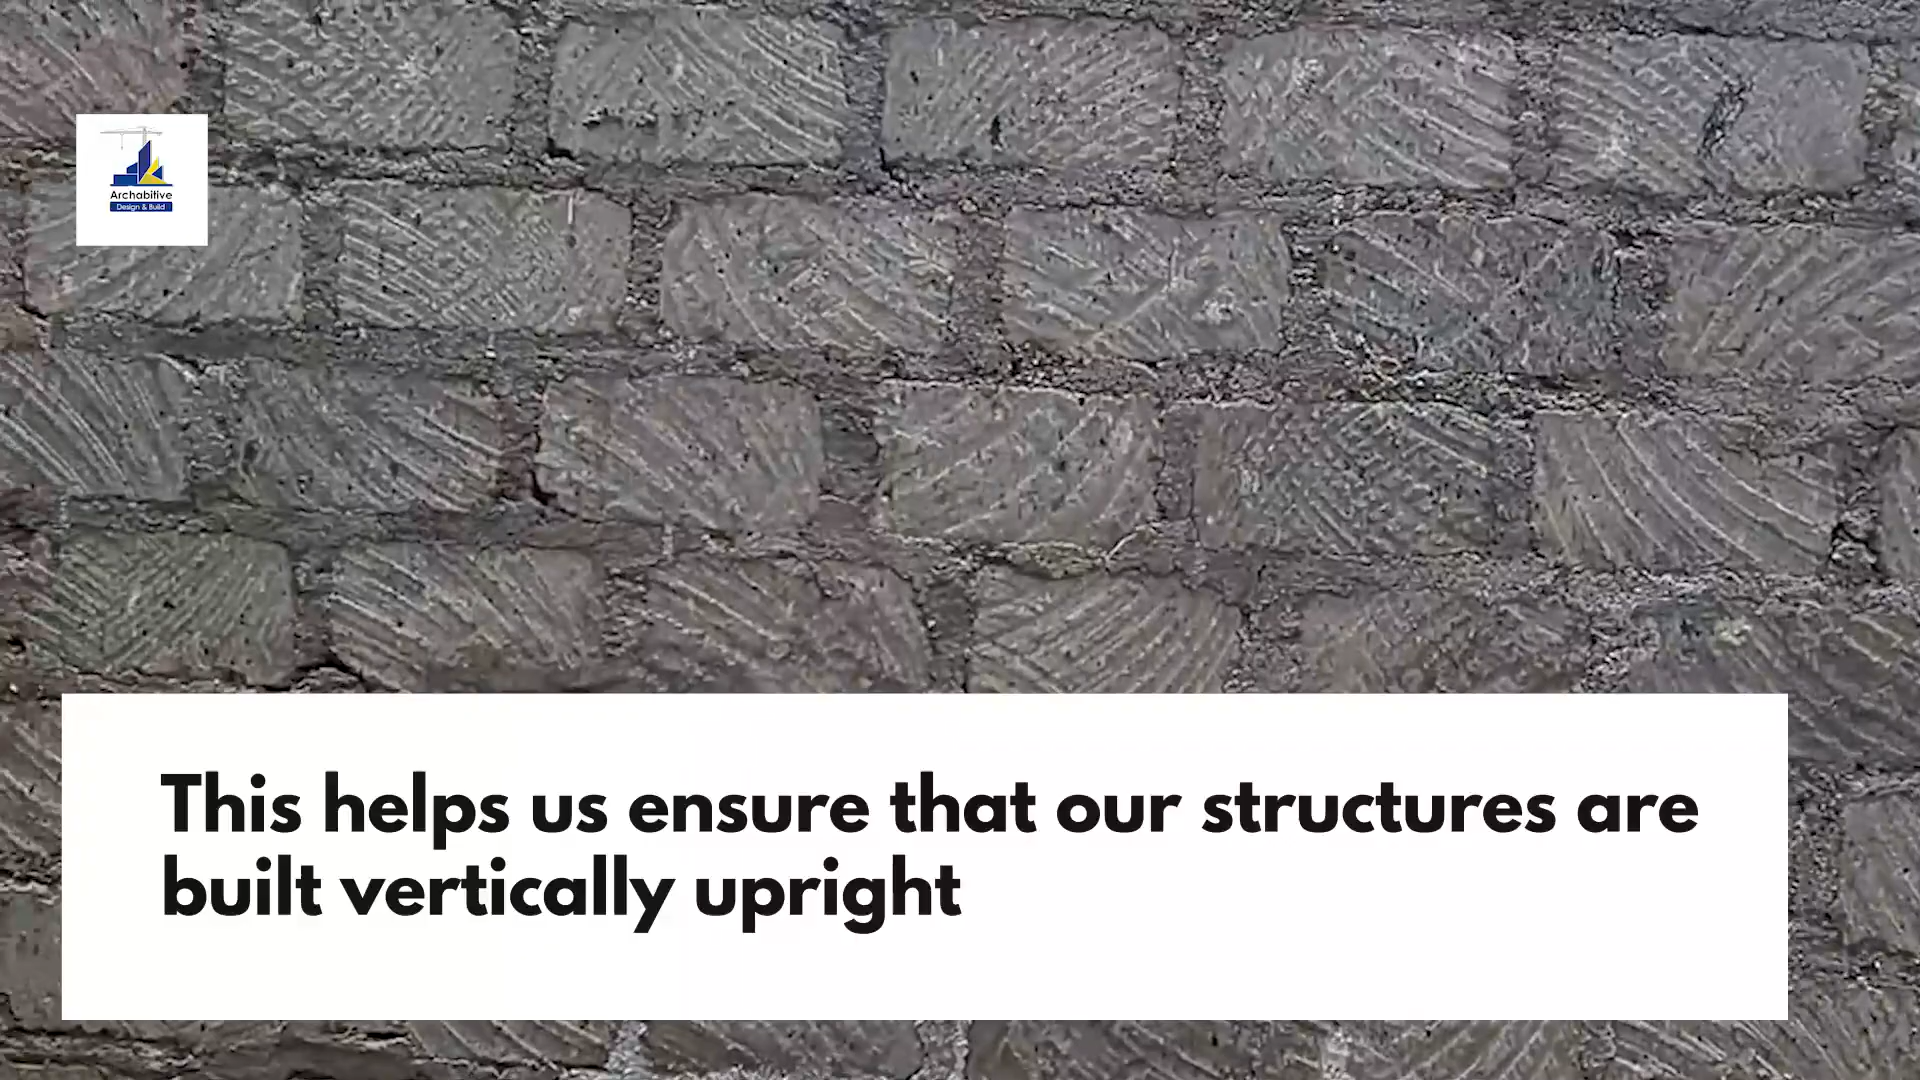 Archabitive
Design & Build
This helps us ensure that our structures are
built vertically upright